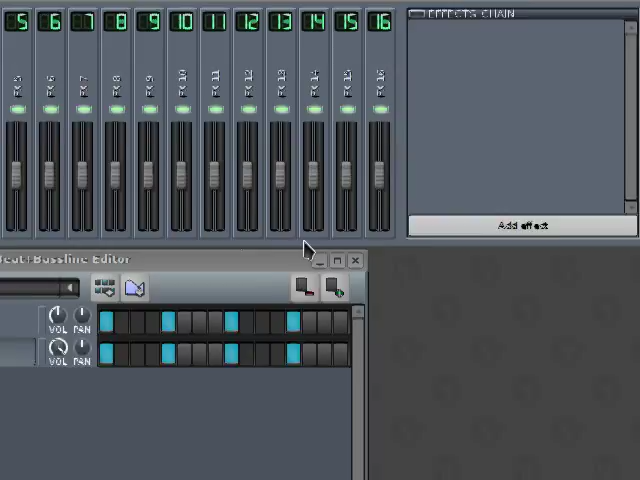 5 6 7 8 9 10 11 12 13 14 15 16
EFFECTS CHAIN
FX 5 FX 6 FX 7 FX 8 FX 9 FX 10 FX 11 FX 12 FX 13 FX 14 FX 15 FX 16
Add effect
Beat+Bassline Editor
VOL PAN
VOL PAN